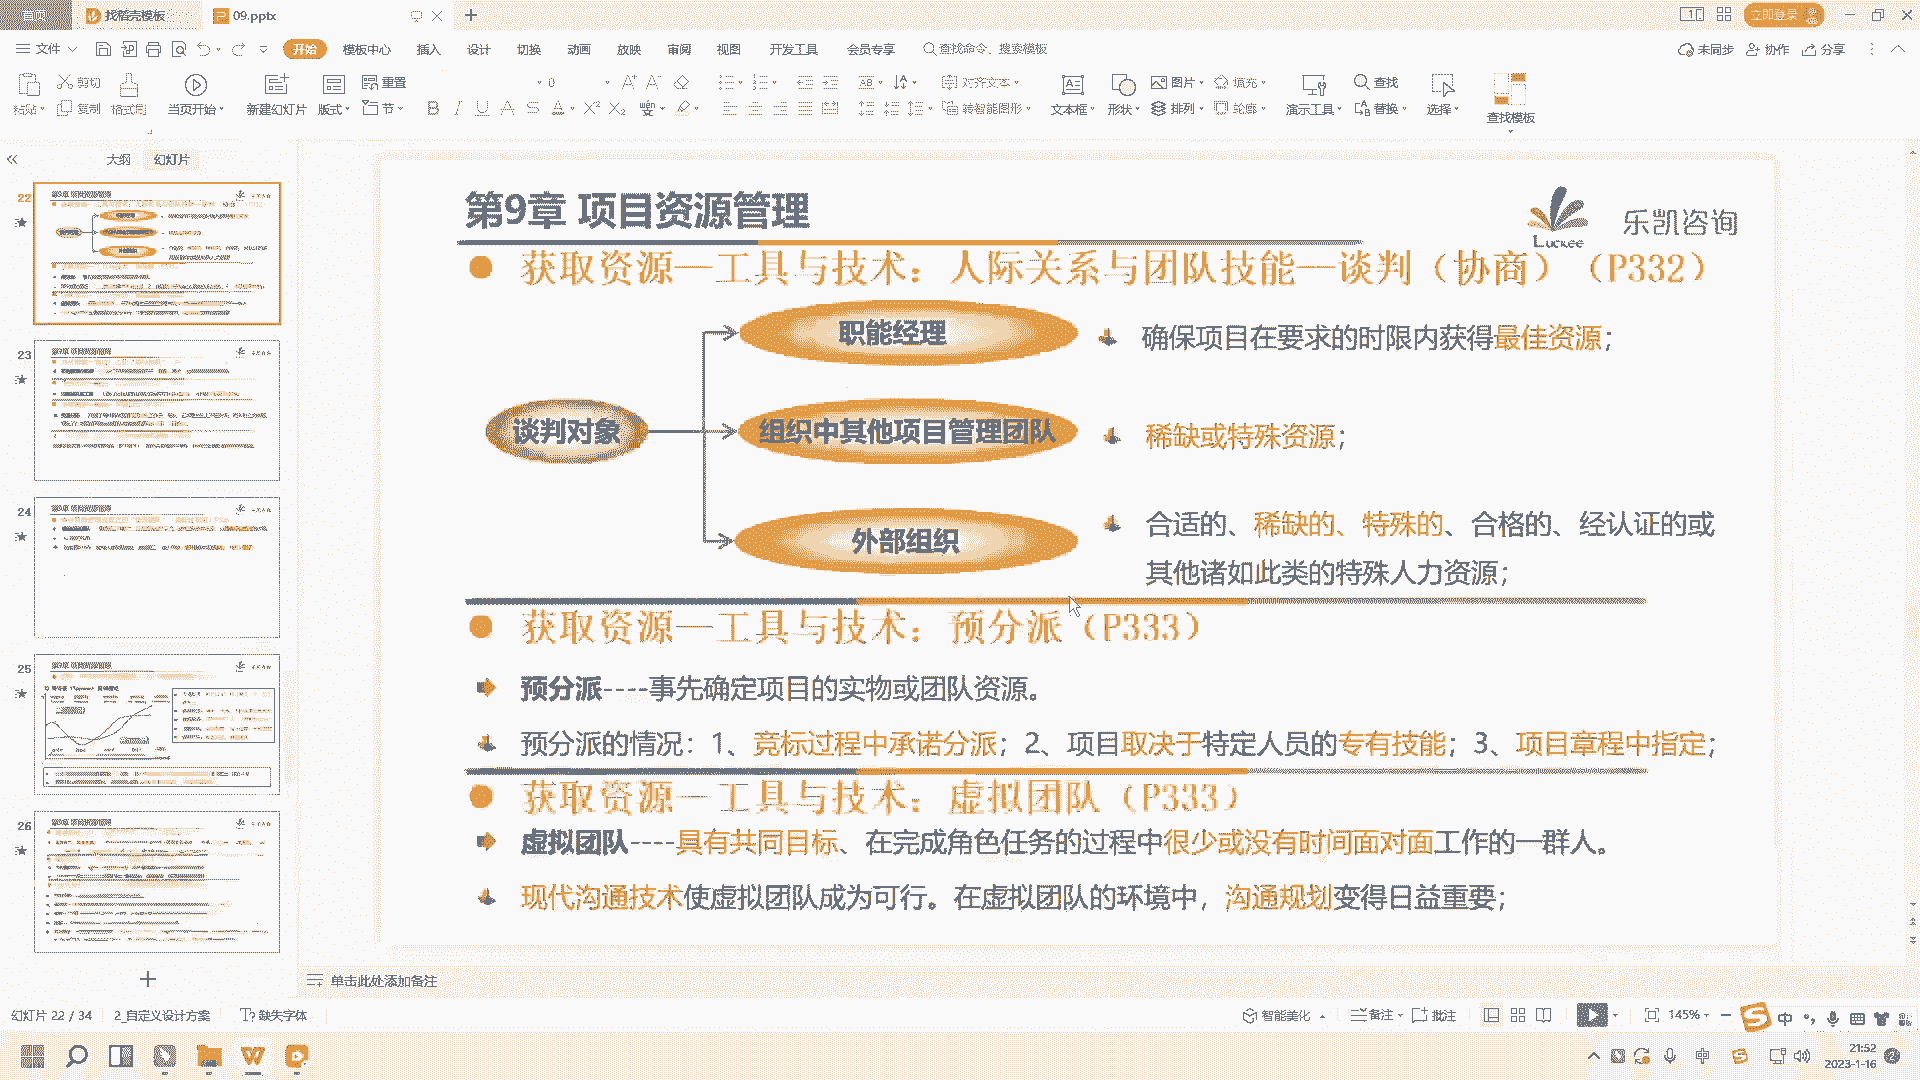 首页
找稻壳模板
09.pptx
立即登录
文件
开始
模板中心
插入
设计
切换
动画
放映
审阅
视图
开发工具
会员专享
查找命令、搜索模板
未同步
协作
分享
粘贴
剪切
复制
格式刷
当页开始
新建幻灯片
版式
重置
节
0
对齐文本
转智能图形
文本框
形状
图片
排列
填充
轮廓
演示工具
查找
替换
选择
查找模板
大纲
幻灯片
22
23
24
25
26
第9章 项目资源管理
Luckee
乐凯咨询
获取资源—工具与技术：人际关系与团队技能—谈判（协商）（P332）
谈判对象
职能经理
确保项目在要求的时限内获得最佳资源；
组织中其他项目管理团队
稀缺或特殊资源；
外部组织
合适的、稀缺的、特殊的、合格的、经认证的或
其他诸如此类的特殊人力资源；
获取资源—工具与技术：预分派（P333）
预分派----事先确定项目的实物或团队资源。
预分派的情况：1、竞标过程中承诺分派；2、项目取决于特定人员的专有技能；3、项目章程中指定；
获取资源—工具与技术：虚拟团队（P333）
虚拟团队----具有共同目标、在完成角色任务的过程中很少或没有时间面对面工作的一群人。
现代沟通技术使虚拟团队成为可行。在虚拟团队的环境中，沟通规划变得日益重要；
单击此处添加备注
幻灯片 22 / 34
2_自定义设计方案
缺失字体
智能美化
备注
批注
145%
中
中
21:52
2023-1-16